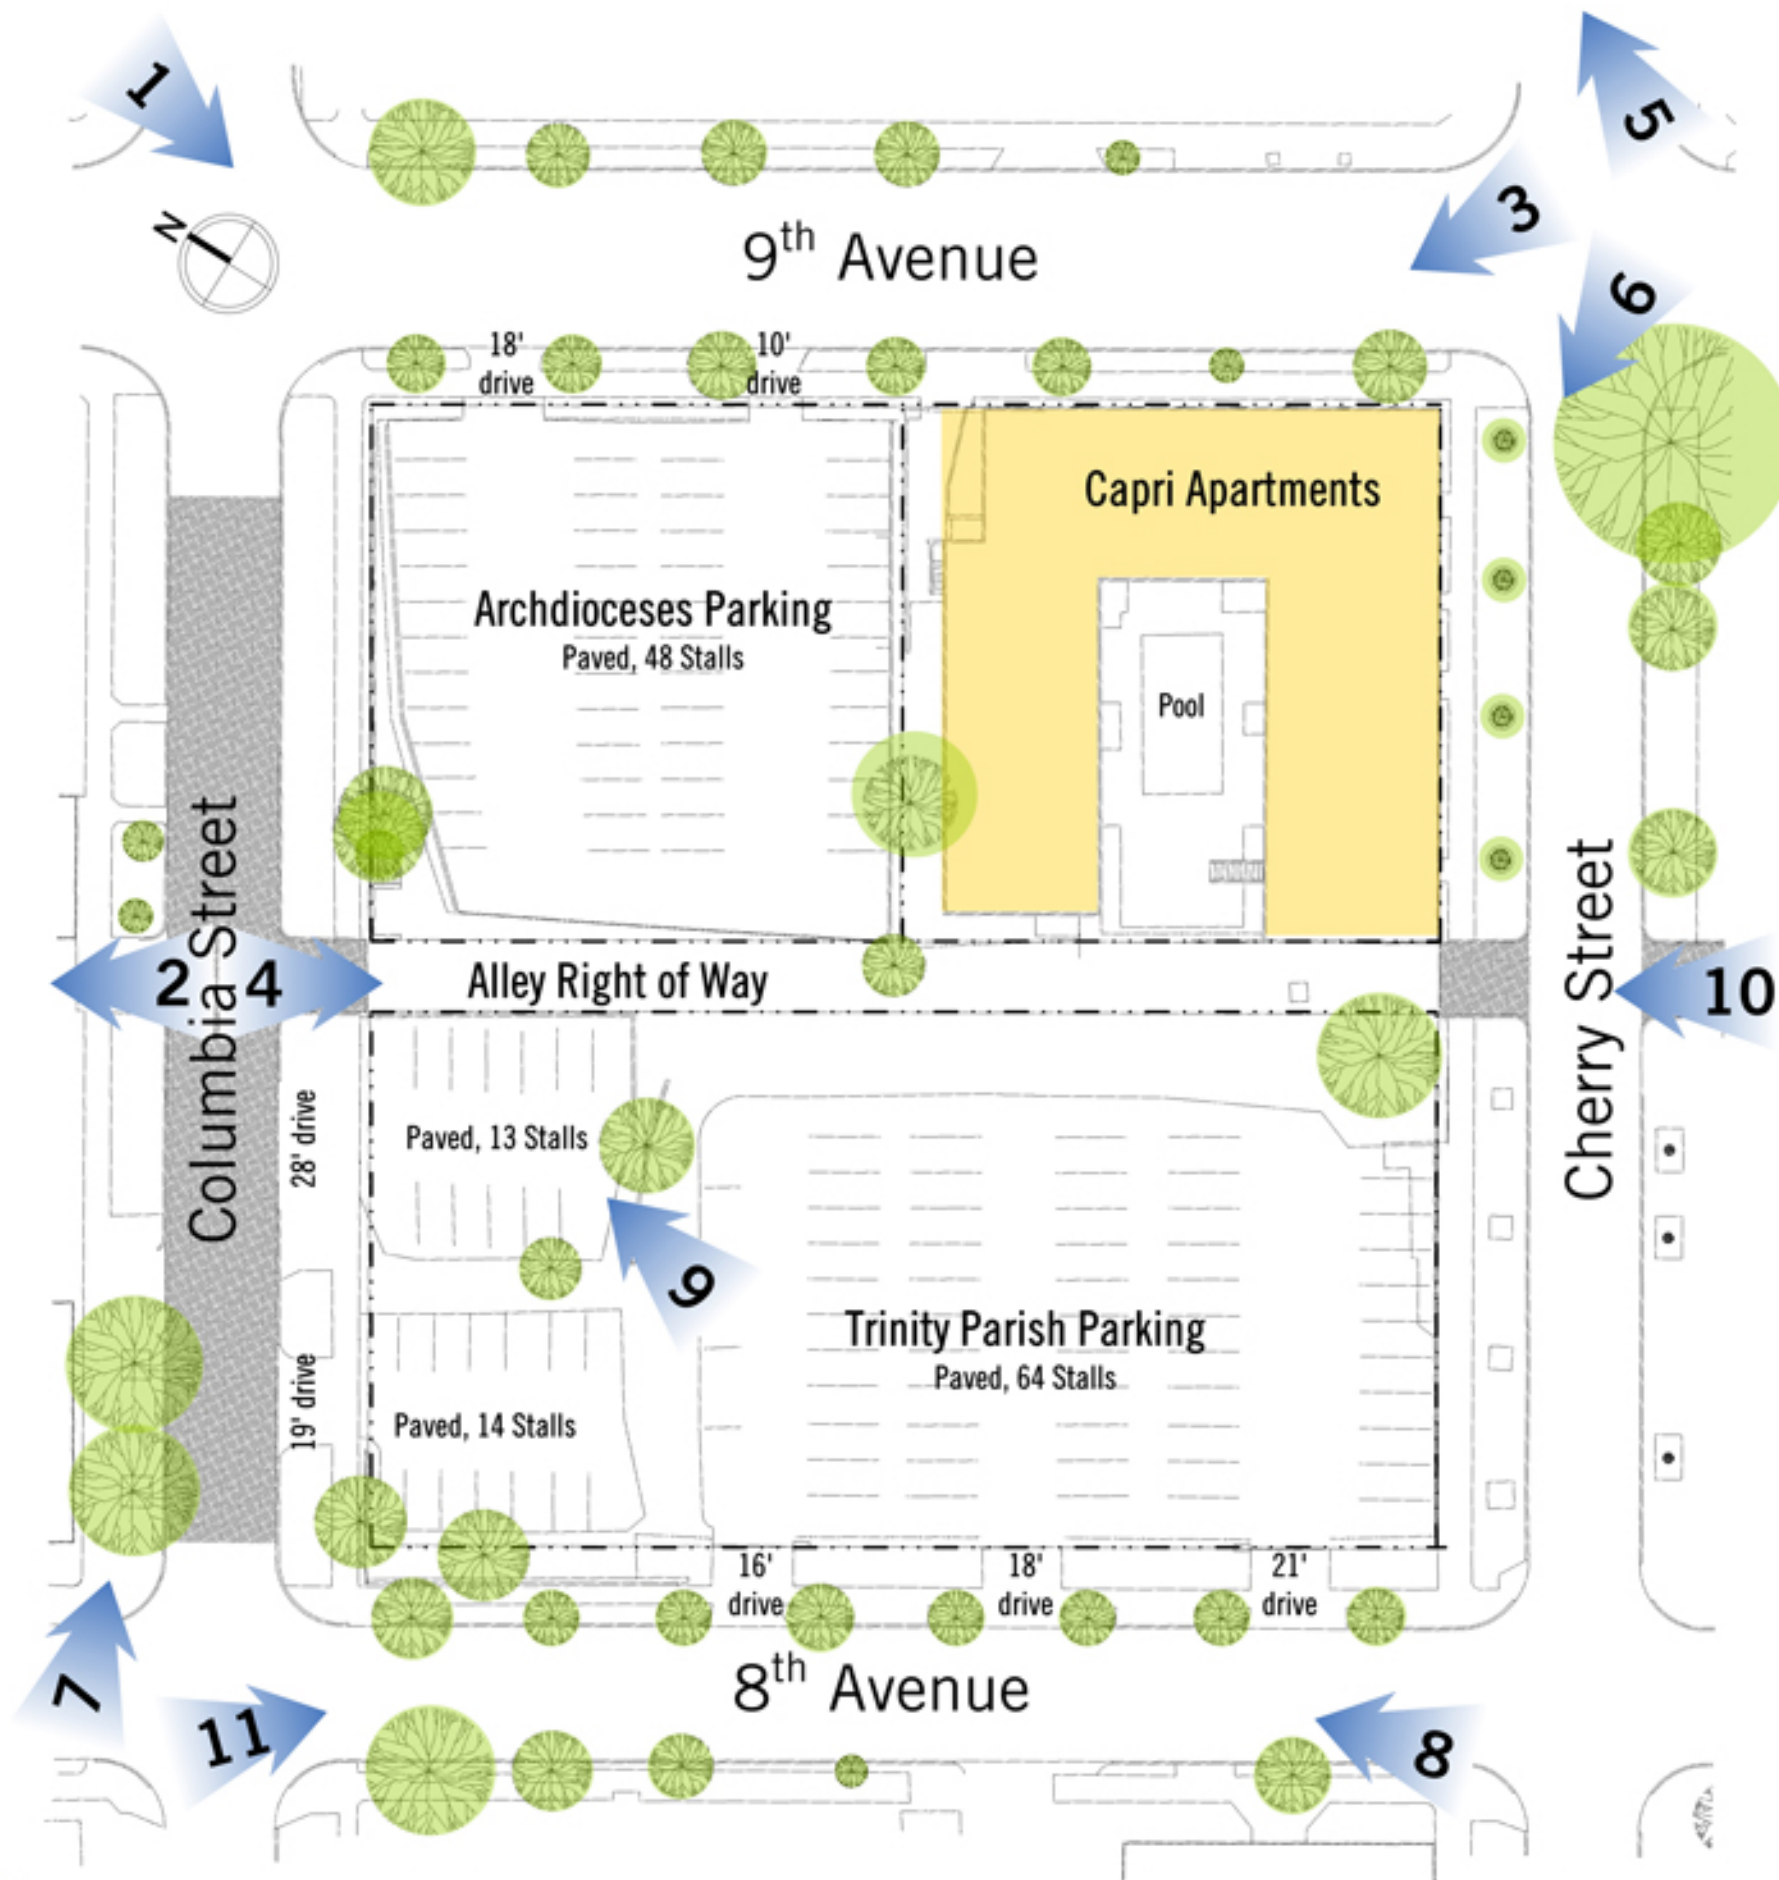 1
5
3
N
9th Avenue
6
18'
drive
10'
drive
Capri Apartments
Archdioceses Parking
Paved, 48 Stalls
Pool
Columbia Street
Cherry Street
2
4
Alley Right of Way
10
28' drive
Paved, 13 Stalls
9
Trinity Parish Parking
Paved, 64 Stalls
19' drive
Paved, 14 Stalls
16'
drive
18'
drive
21'
drive
7
8th Avenue
11
8